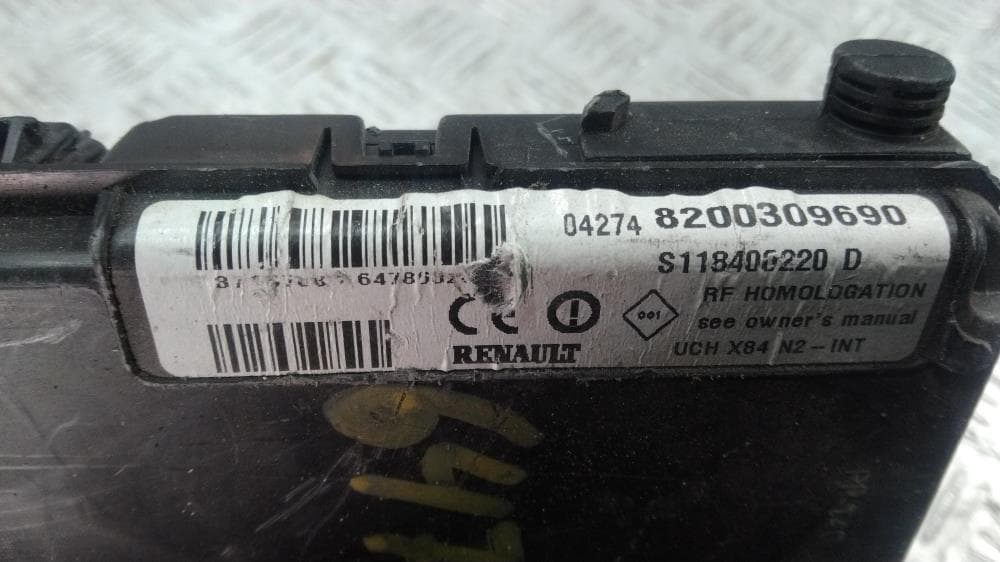 04274 8200309690
S118400220 D
RF HOMOLOGATION
see owner's manual
UCH X84 N2-INT
CE
001
RENAULT